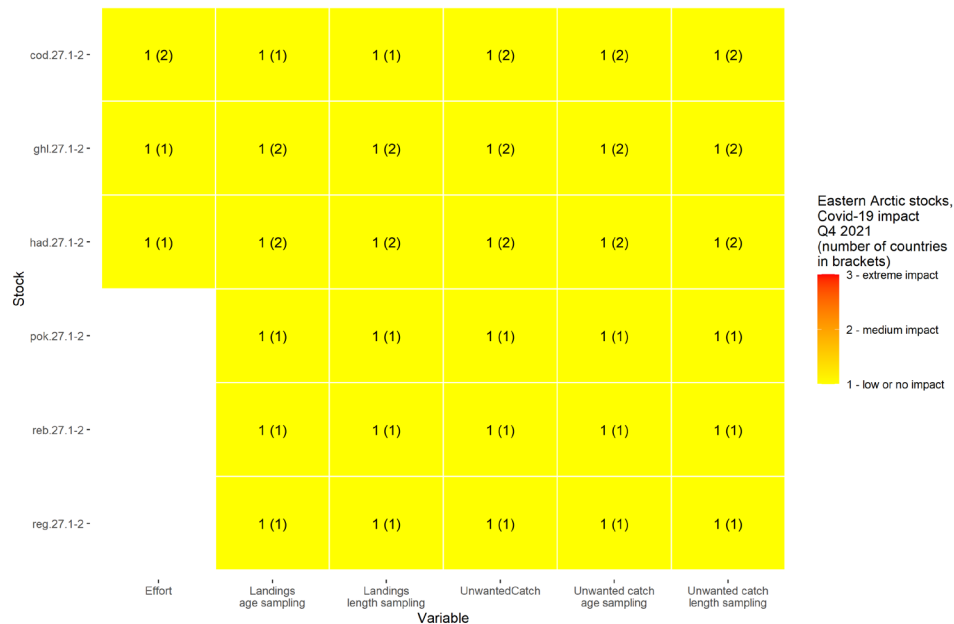 cod.27.1-2
1 (2)
1 (1)
1 (1)
1 (2)
1 (2)
1 (2)
ghl.27.1-2
1 (1)
1 (2)
1 (2)
1 (2)
1 (2)
1 (2)
had.27.1-2
1 (1)
1 (2)
1 (2)
1 (2)
1 (2)
1 (2)
pok.27.1-2
1 (1)
1 (1)
1 (1)
1 (1)
1 (1)
reb.27.1-2
1 (1)
1 (1)
1 (1)
1 (1)
1 (1)
reg.27.1-2
1 (1)
1 (1)
1 (1)
1 (1)
1 (1)
Stock
Effort
Landings
age sampling
Landings
length sampling
UnwantedCatch
Unwanted catch
age sampling
Unwanted catch
length sampling
Variable
Eastern Arctic stocks,
Covid-19 impact
Q4 2021
(number of countries
in brackets)
3 - extreme impact
2 - medium impact
1 - low or no impact